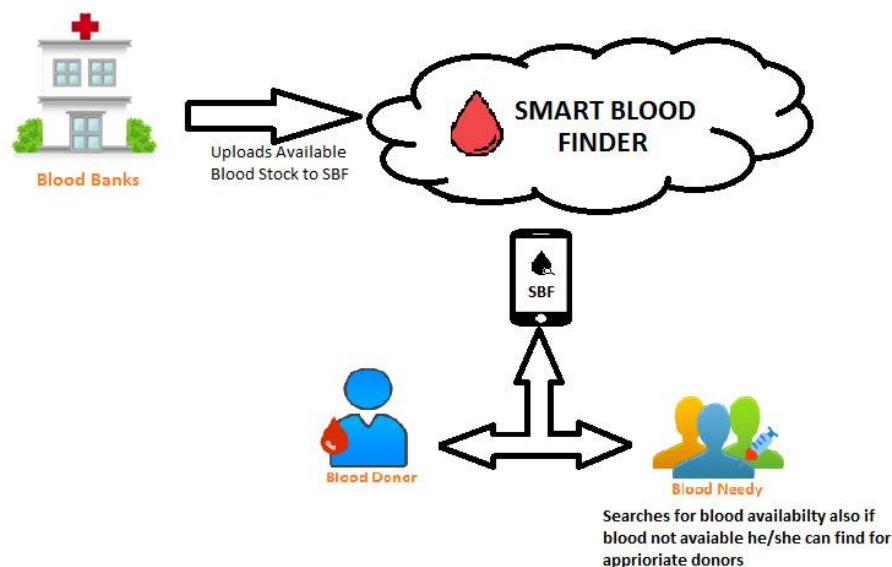 SMART BLOOD
FINDER
Uploads Available
Blood Stock to SBF
Blood Banks
SBF
Blood Donor
Blood Needy
Searches for blood availabilty also if
blood not avaiable he/she can find for
apprioriate donors